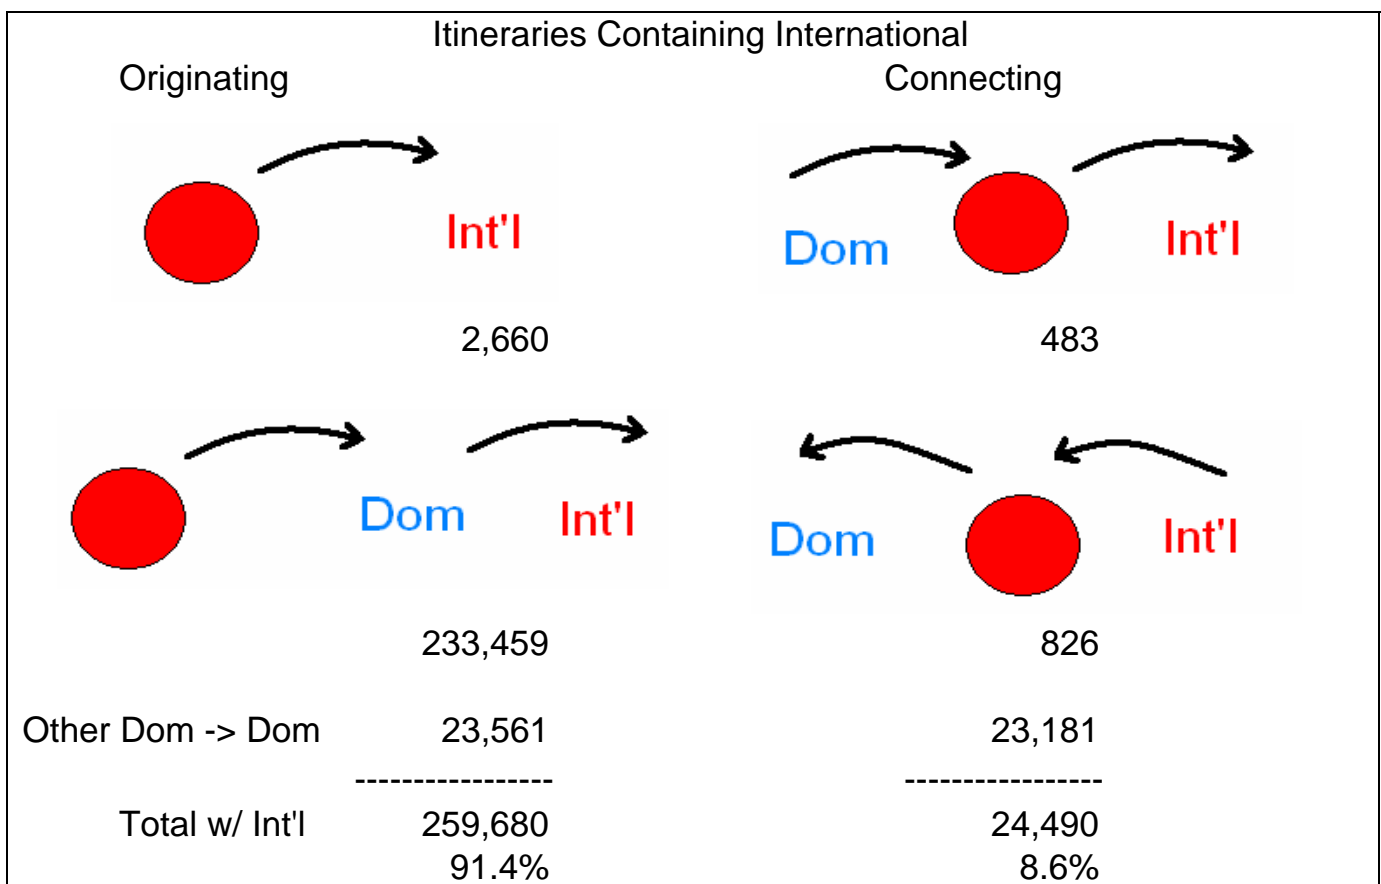 Itineraries Containing International
Originating Connecting
Int'l
Dom Int'l
2,660 483
Dom Int'l
Dom Int'l
233,459 826
Other Dom -> Dom 23,561 23,181
----------------- -----------------
Total w/ Int'l 259,680 24,490
91.4% 8.6%